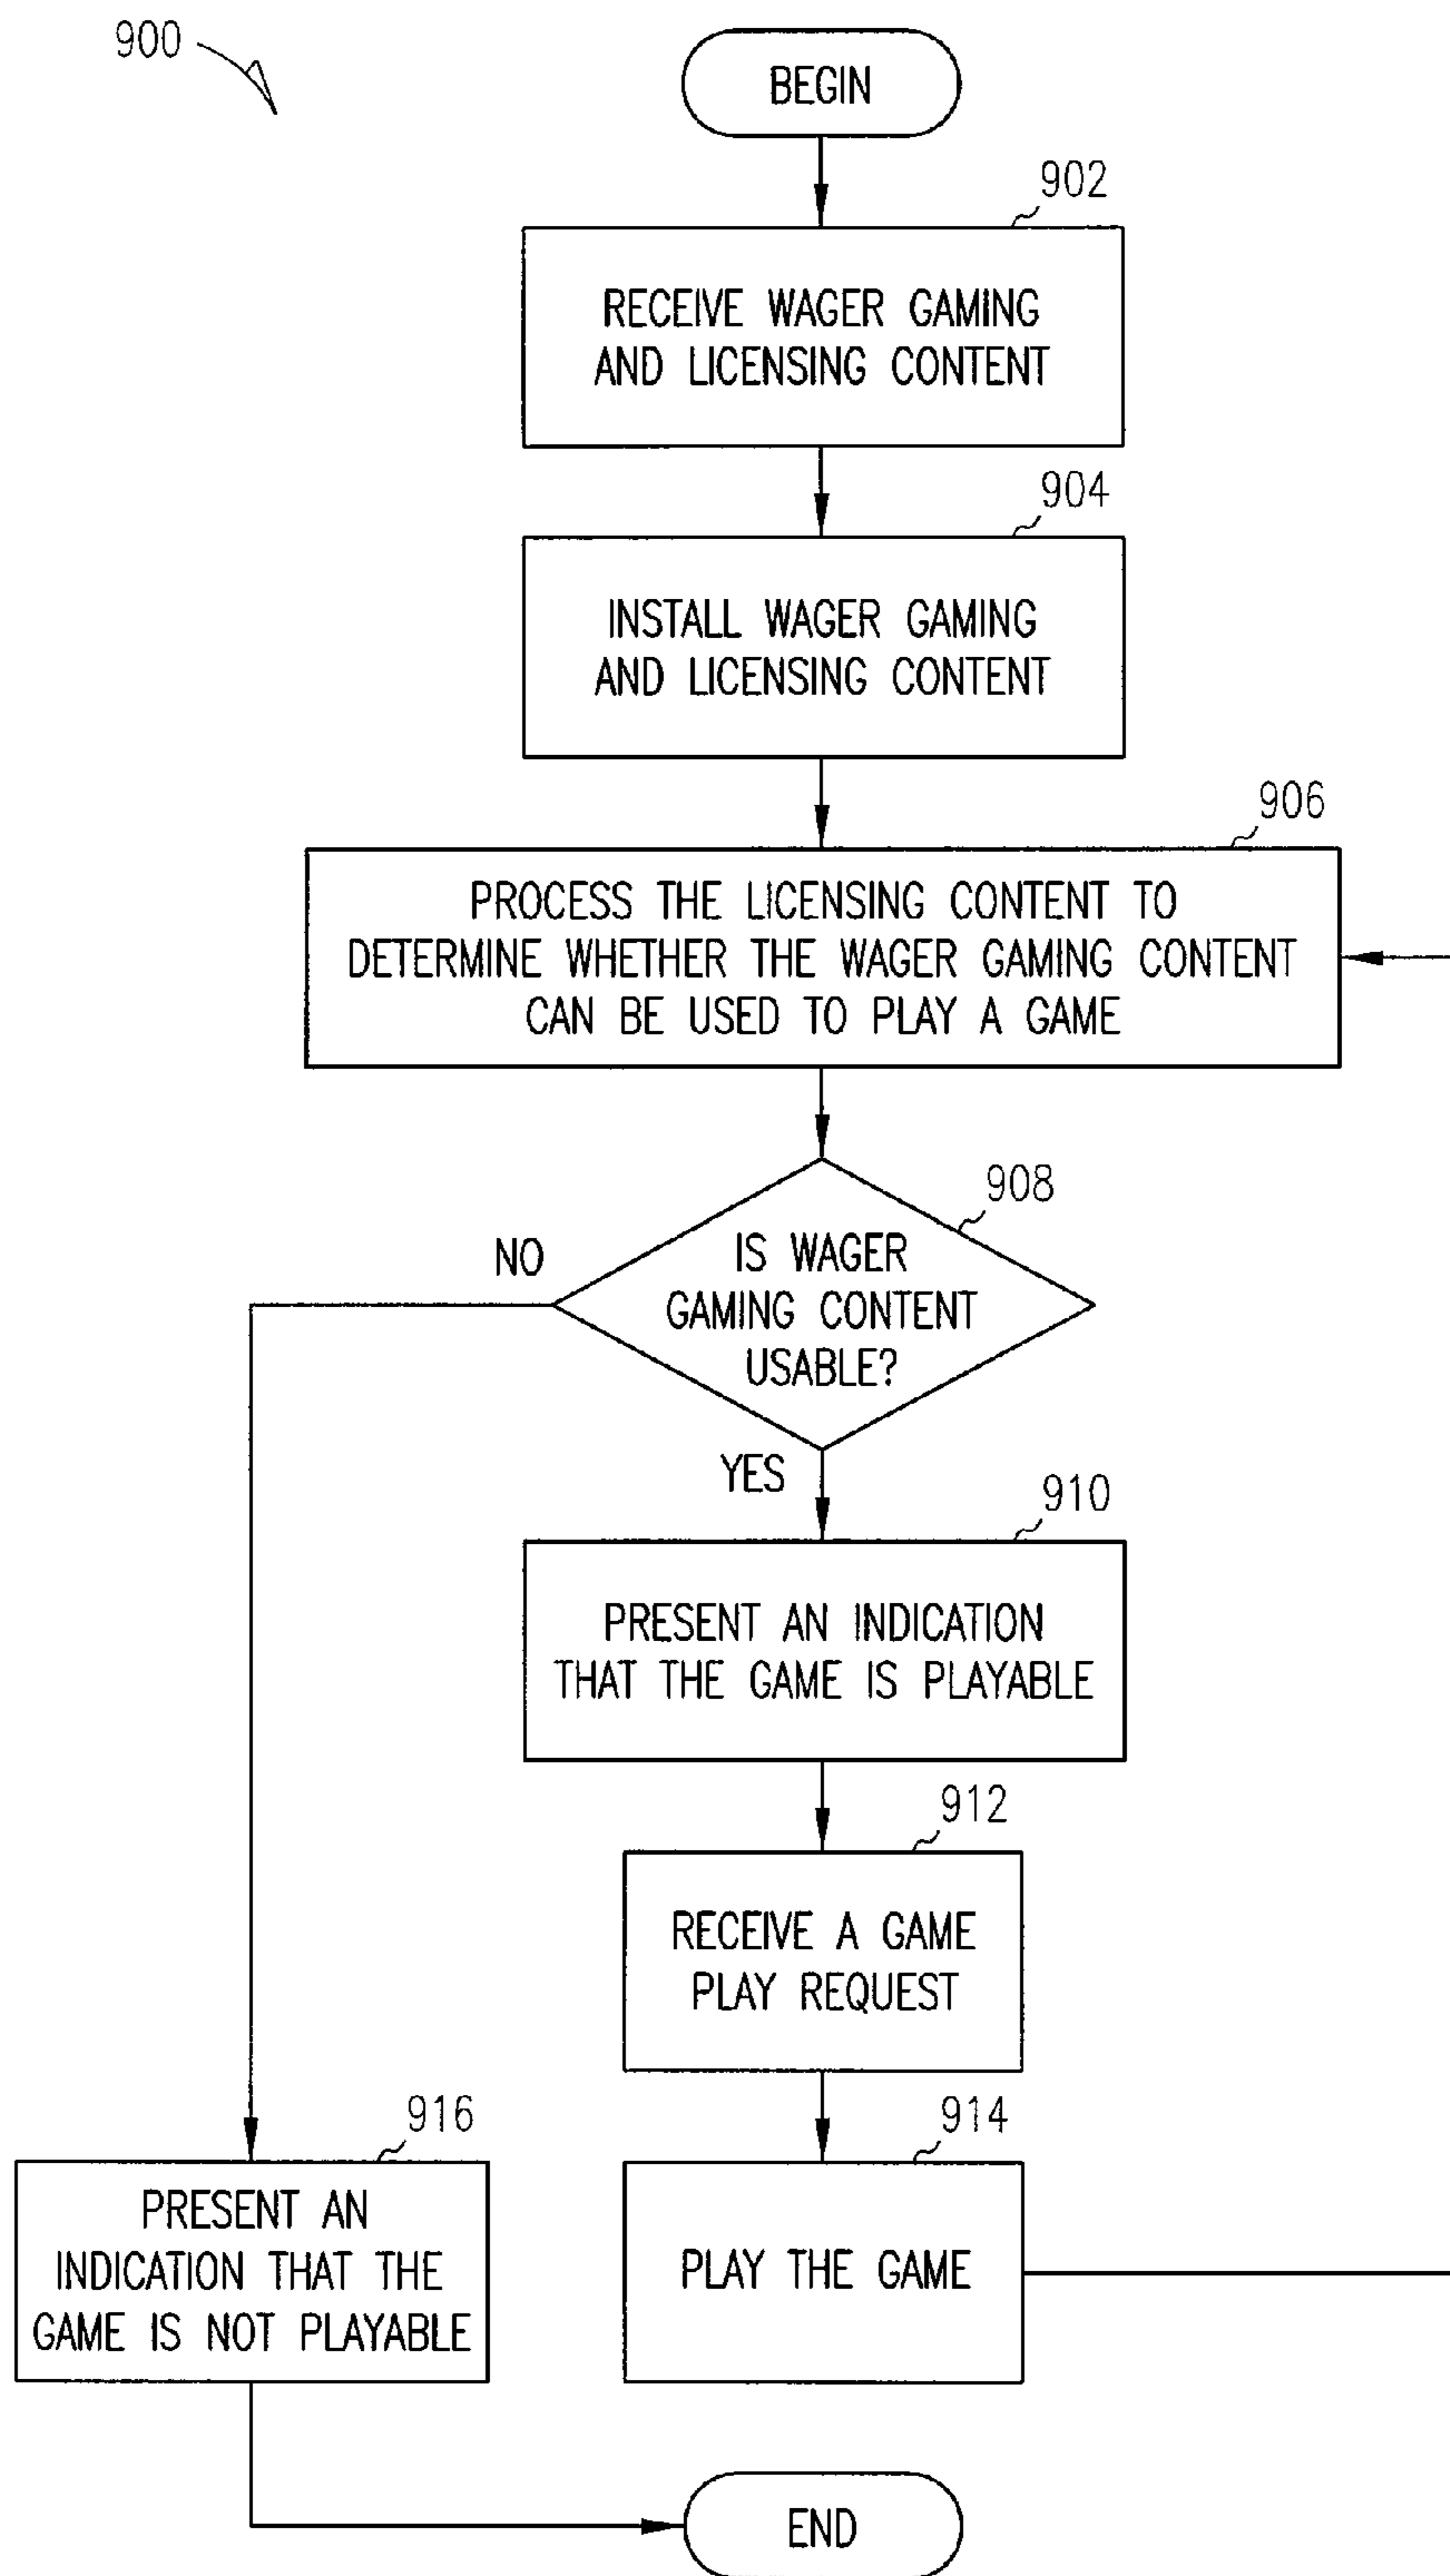 900
BEGIN
902
RECEIVE WAGER GAMING
AND LICENSING CONTENT
904
INSTALL WAGER GAMING
AND LICENSING CONTENT
906
PROCESS THE LICENSING CONTENT TO
DETERMINE WHETHER THE WAGER GAMING CONTENT
CAN BE USED TO PLAY A GAME
908
IS WAGER
GAMING CONTENT
USABLE?
NO
YES
910
PRESENT AN INDICATION
THAT THE GAME IS PLAYABLE
912
RECEIVE A GAME
PLAY REQUEST
914
PLAY THE GAME
916
PRESENT AN
INDICATION THAT THE
GAME IS NOT PLAYABLE
END